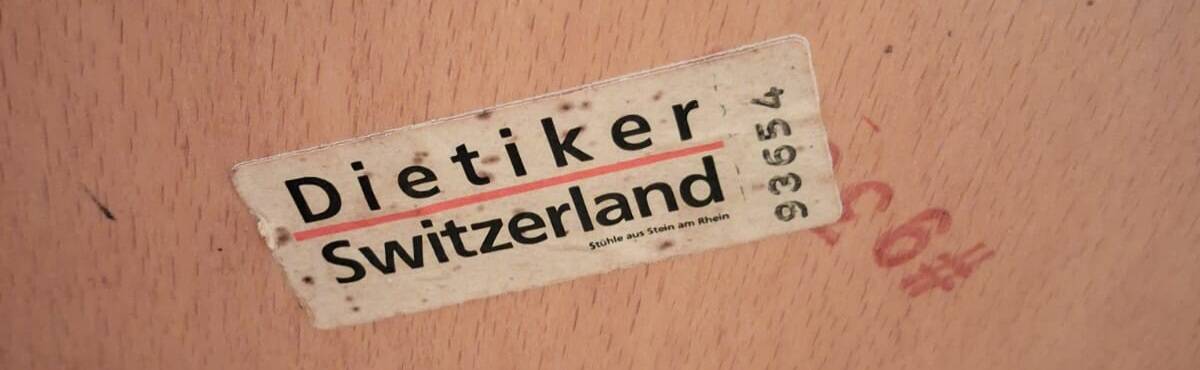 Dietiker
Switzerland
Stühle aus Stein am Rhein
93654